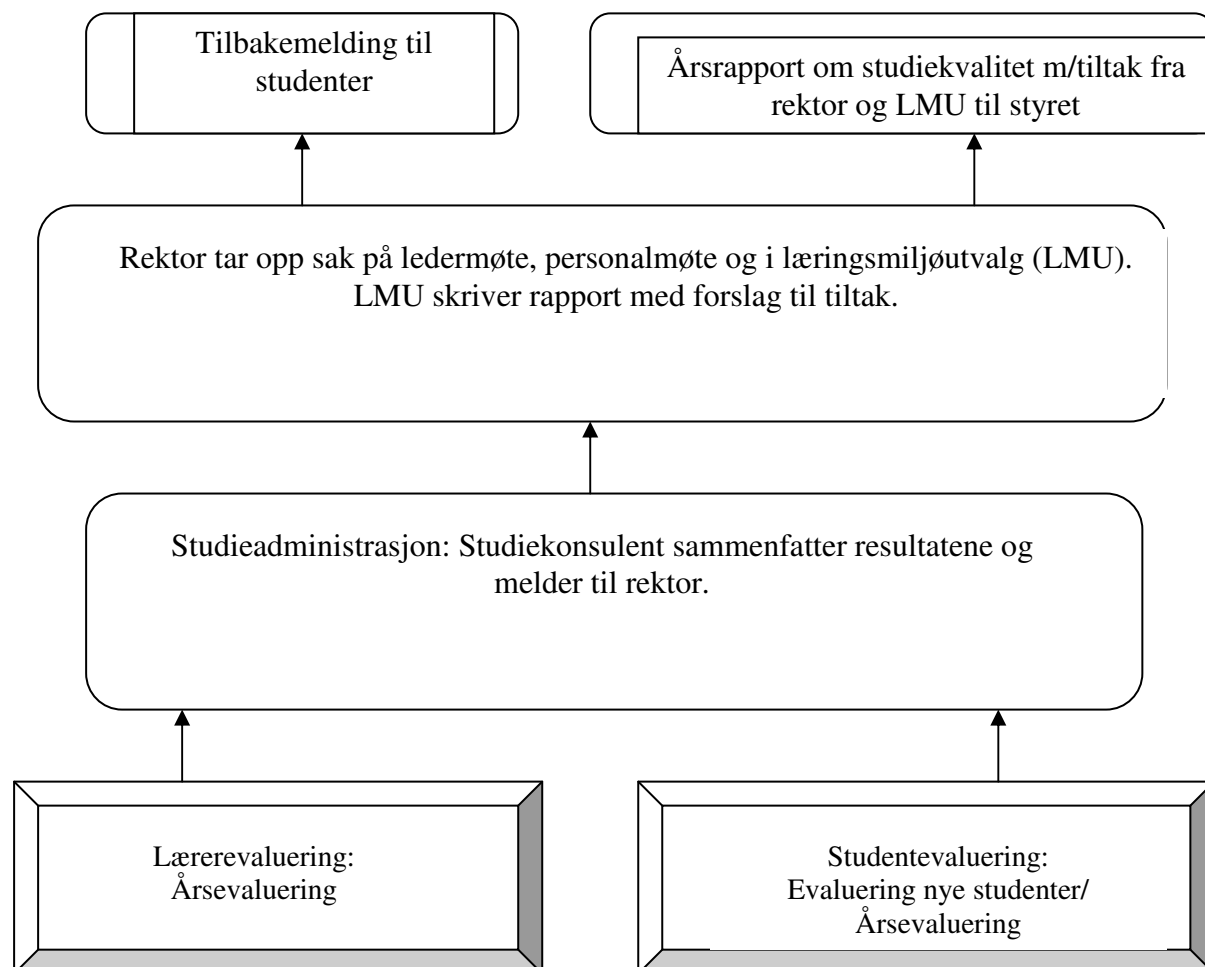 Tilbakemelding til
studenter
Årsrapport om studiekvalitet m/tiltak fra
rektor og LMU til styret
Rektor tar opp sak på ledermøte, personalmøte og i læringsmiljøutvalg (LMU).
LMU skriver rapport med forslag til tiltak.
Studieadministrasjon: Studiekonsulent sammenfatter resultatene og
melder til rektor.
Lærerevaluering:
Årsevaluering
Studentevaluering:
Evaluering nye studenter/
Årsevaluering